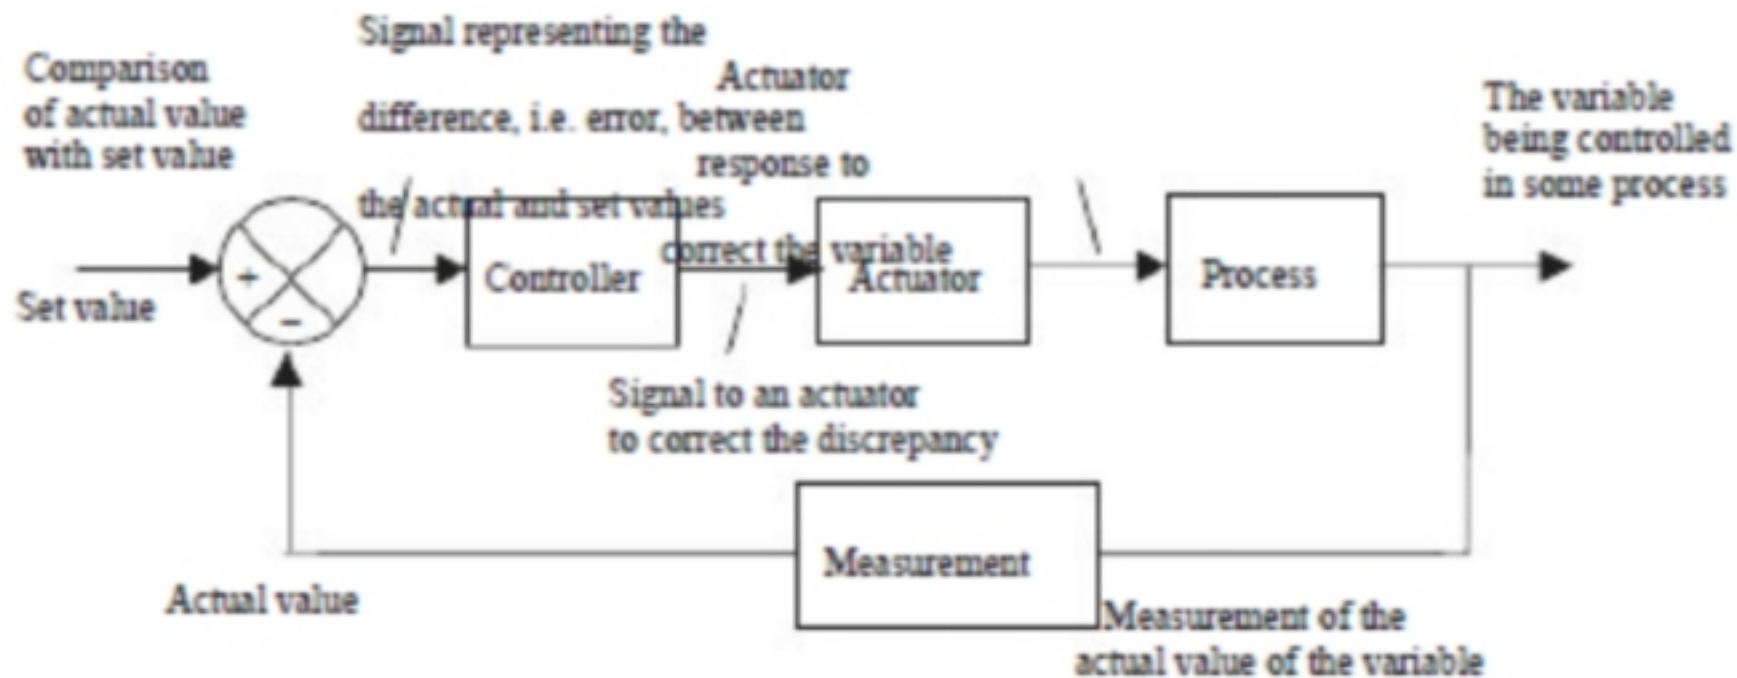 Signal representing the
difference, i.e. error, between
the actual and set values
Comparison
of actual value
with set value
Actuator
response to
correct the variable
The variable
being controlled
in some process
Set value
+
−
Controller
Actuator
Process
Signal to an actuator
to correct the discrepancy
Measurement
Actual value
Measurement of the
actual value of the variable